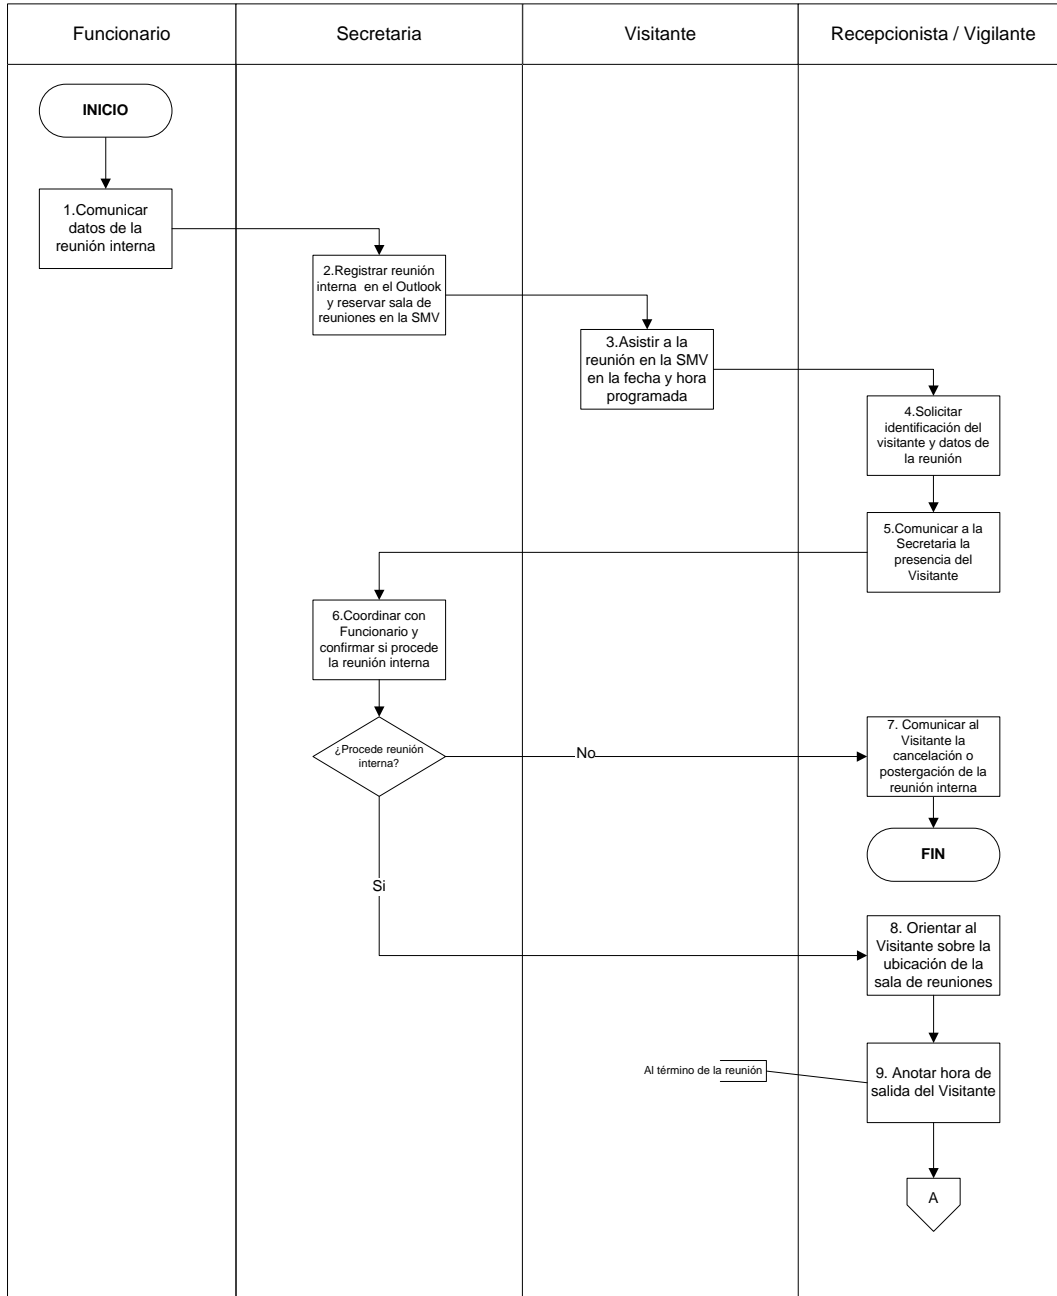 Funcionario
Secretaria
Visitante
Recepcionista / Vigilante
INICIO
1.Comunicar
datos de la
reunión interna
2.Registrar reunión
interna en el Outlook
y reservar sala de
reuniones en la SMV
3.Asistir a la
reunión en la SMV
en la fecha y hora
programada
4.Solicitar
identificación del
visitante y datos de
la reunión
5.Comunicar a la
Secretaria la
presencia del
Visitante
6.Coordinar con
Funcionario y
confirmar si procede
la reunión interna
¿Procede reunión
interna?
No
7. Comunicar al
Visitante la
cancelación o
postergación de la
reunión interna
FIN
Si
8. Orientar al
Visitante sobre la
ubicación de la
sala de reuniones
Al término de la reunión
9. Anotar hora de
salida del Visitante
A